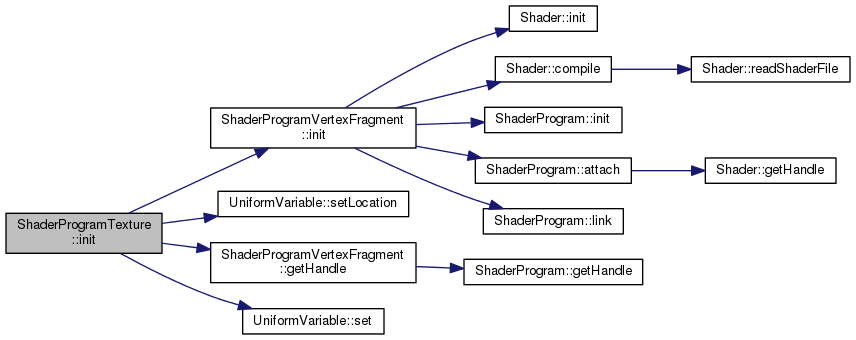 Shader::init
Shader::compile
Shader::readShaderFile
ShaderProgramVertexFragment
::init
ShaderProgram::init
ShaderProgram::attach
Shader::getHandle
UniformVariable::setLocation
ShaderProgram::link
ShaderProgramTexture
::init
ShaderProgramVertexFragment
::getHandle
ShaderProgram::getHandle
UniformVariable::set